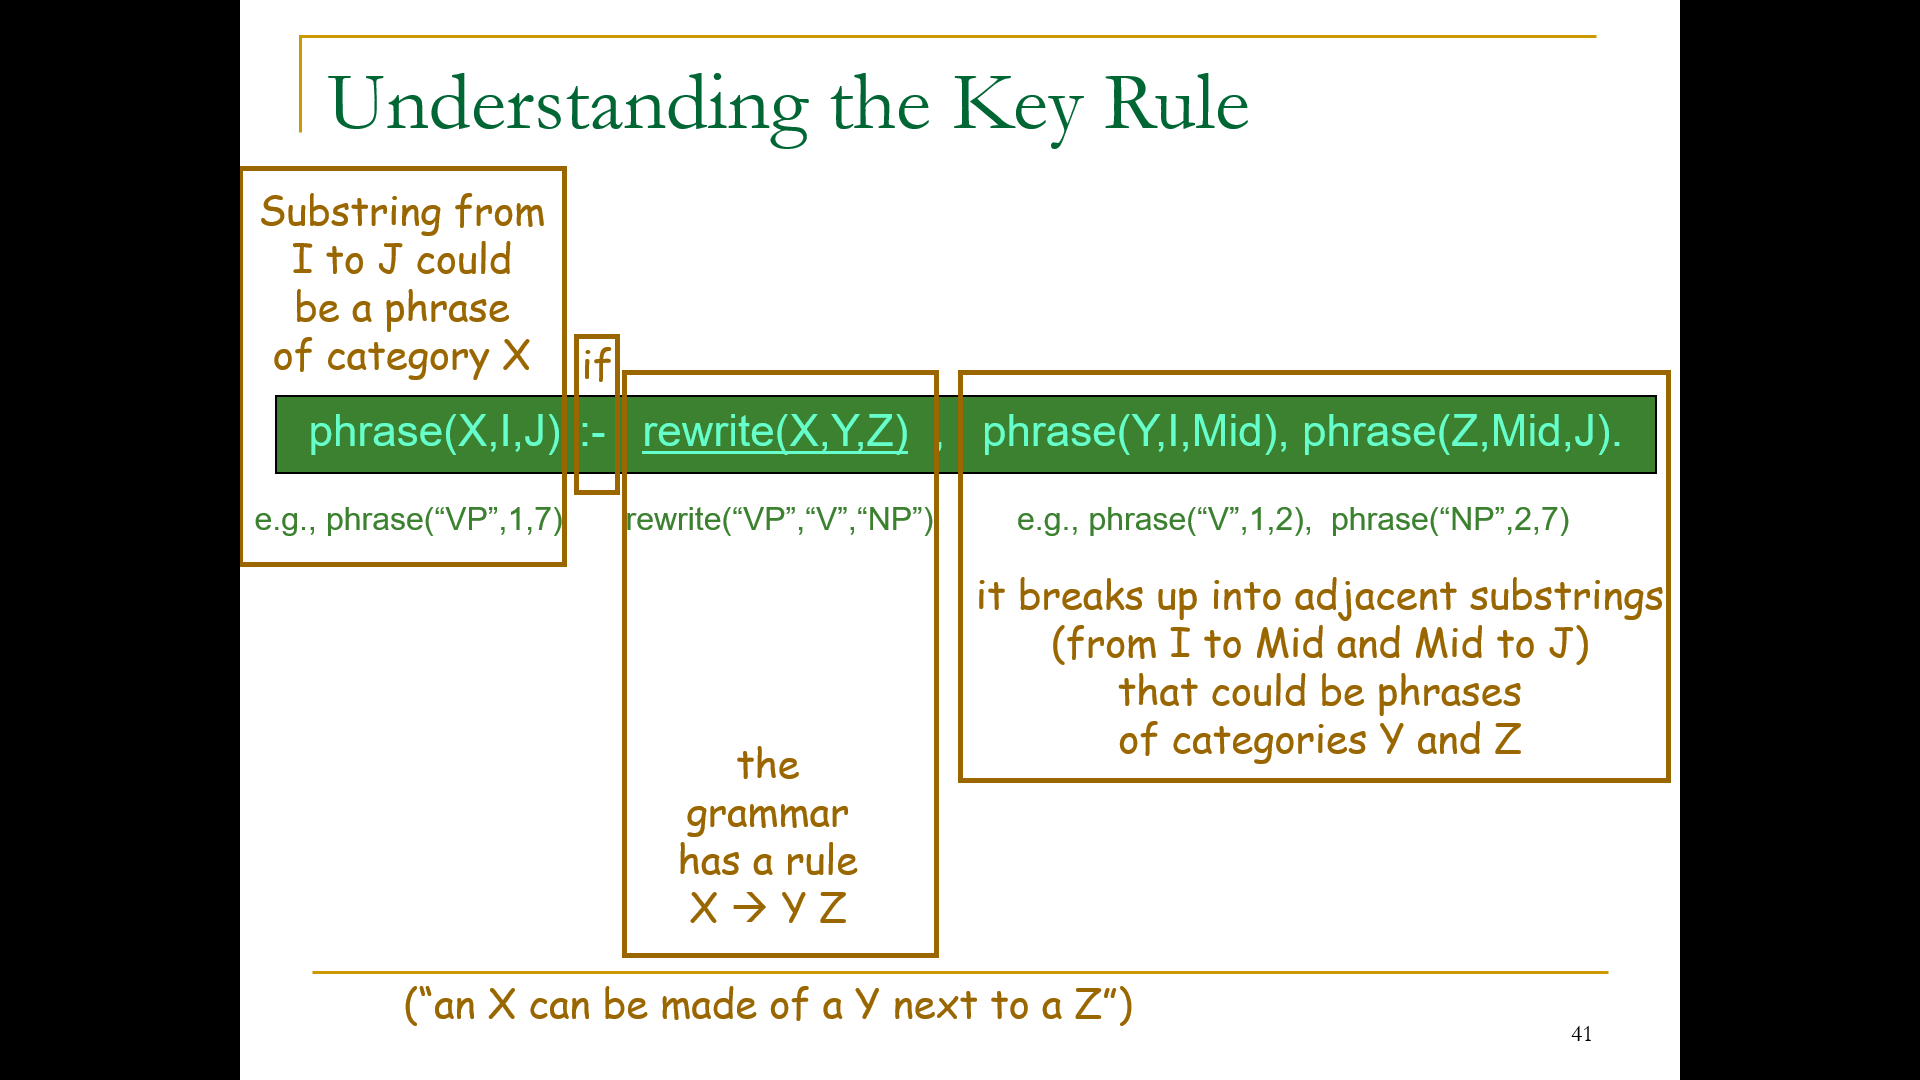 Understanding the Key Rule
Substring from
I to J could
be a phrase
of category X
if
phrase(X,I,J) :- rewrite(X,Y,Z) , phrase(Y,I,Mid), phrase(Z,Mid,J).
e.g., phrase(“VP”,1,7) rewrite(“VP”,“V”,“NP”) e.g., phrase(“V”,1,2), phrase(“NP”,2,7)
it breaks up into adjacent substrings
(from I to Mid and Mid to J)
that could be phrases
of categories Y and Z
the
grammar
has a rule
X → Y Z
(“an X can be made of a Y next to a Z”)
41